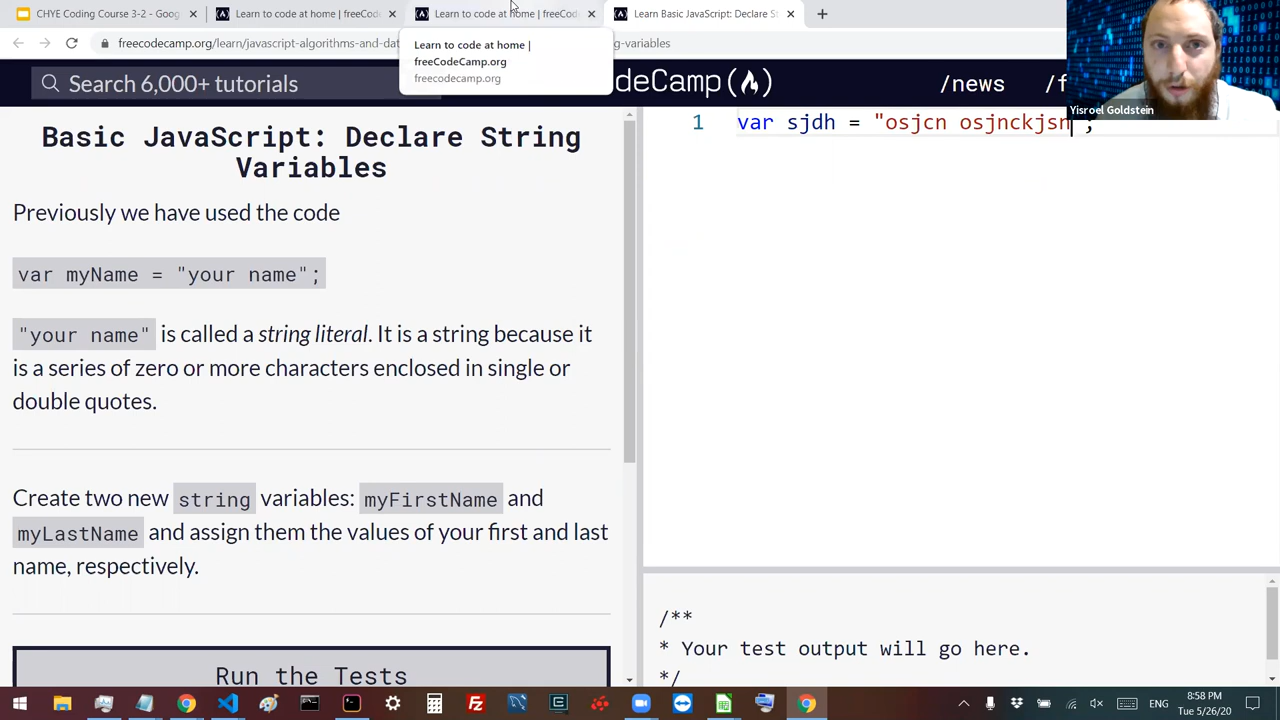 CHYE Coding Course 3-2 - Goog
Learn to code at home | freeCod
Learn to code at home | freeCod
Learn Basic JavaScript: Declare St
freecodecamp.org/learn/javascript-algorithms-and-dat
g-variables
Learn to code at home |
freeCodeCamp.org
freecodecamp.org
Yisroel Goldstein
Search 6,000+ tutorials
deCamp
/news
/f
Basic JavaScript: Declare String
Variables
Previously we have used the code
var myName = "your name";
"your name" is called a string literal. It is a string because it
is a series of zero or more characters enclosed in single or
double quotes.
Create two new string variables: myFirstName and
myLastName and assign them the values of your first and last
name, respectively.
Run the Tests
1 var sjdh = "osjcn osjnckjsn";
/**
* Your test output will go here.
*/
ENG
8:58 PM
Tue 5/26/20